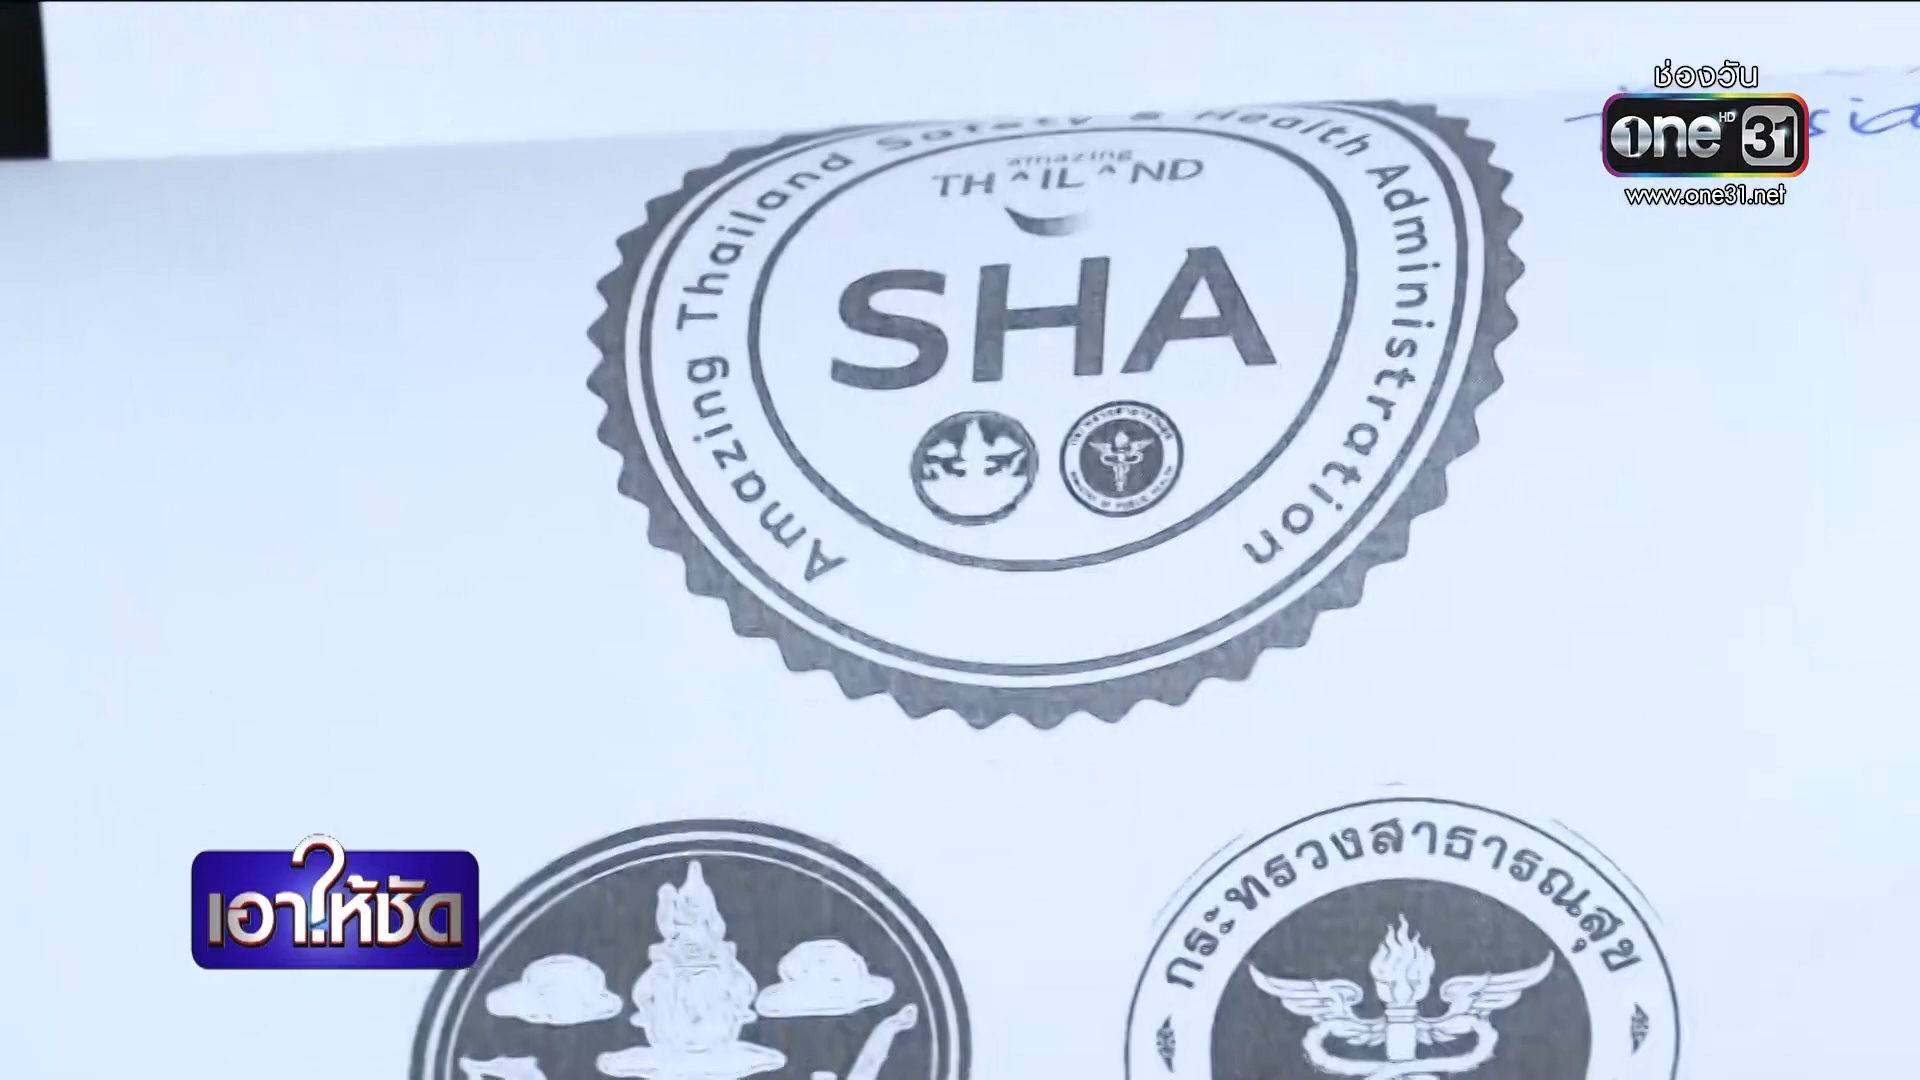 ช่องวัน
one HD 31
www.one31.net
Amazing Thailand Safety & Health Administration
amazing
THAILAND
SHA
กระทรวงสาธารณสุข
เอาให้ชัด?